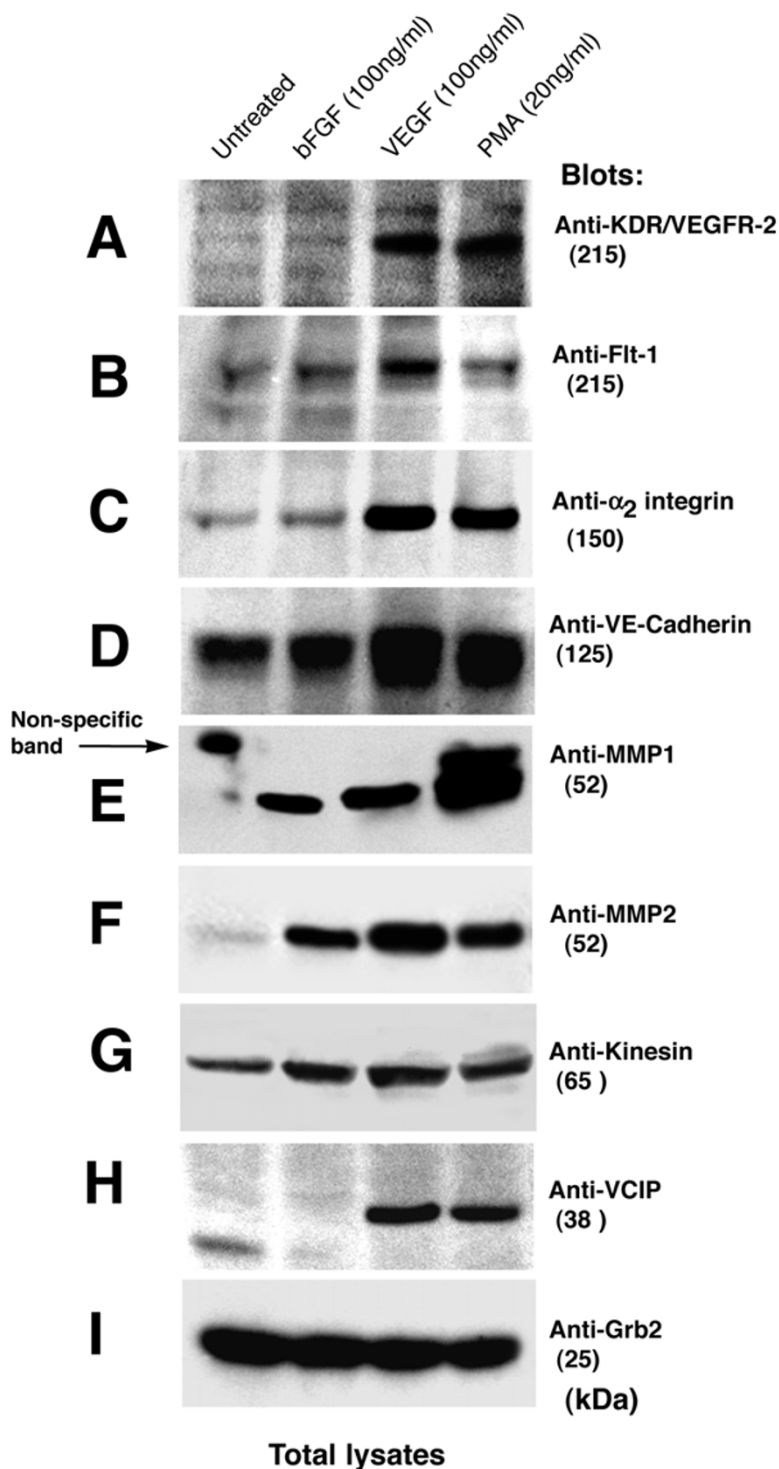 Untreated
bFGF (100ng/ml)
VEGF (100ng/ml)
PMA (20ng/ml)
Blots:
A
Anti-KDR/VEGFR-2
(215)
B
Anti-Flt-1
(215)
C
Anti-α2 integrin
(150)
D
Anti-VE-Cadherin
(125)
Non-specific
band
E
Anti-MMP1
(52)
F
Anti-MMP2
(52)
G
Anti-Kinesin
(65 )
H
Anti-VCIP
(38 )
I
Anti-Grb2
(25)
(kDa)
Total lysates